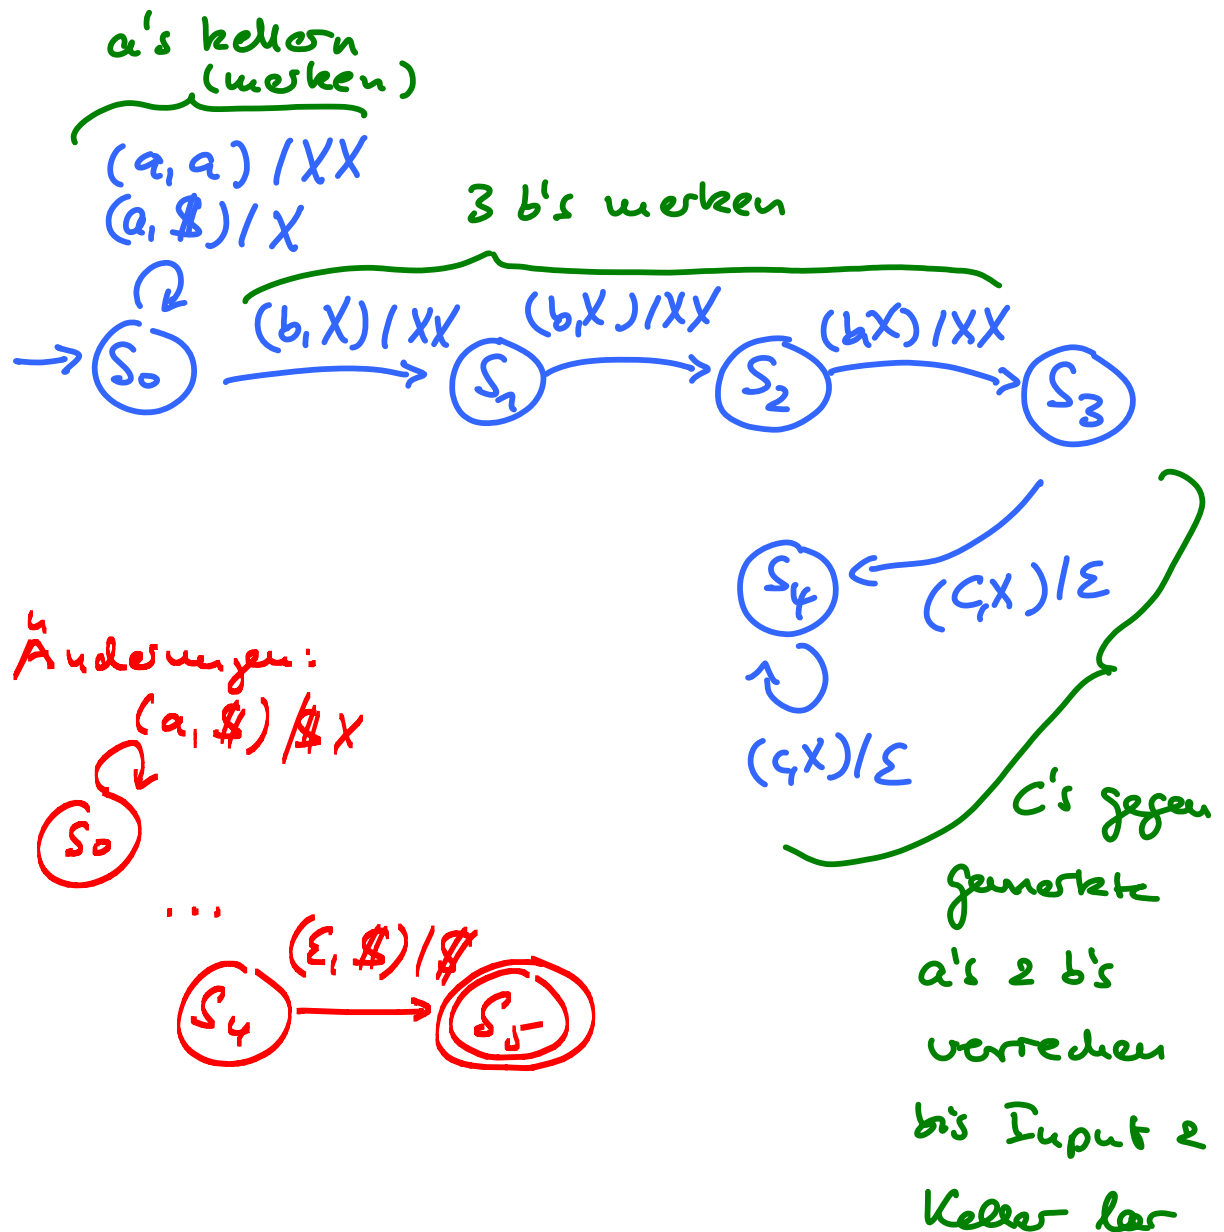 a's kellern
(merken)
(a, a) / XX
(a, $) / X
3 b's merken
(b, X) / XX
(b, X) / XX
(b, X) / XX
S₀
S₁
S₂
S₃
S₄
(c, X) / ε
(c, X) / ε
Änderungen:
(a, $) / $X
S₀
...
(ε, $) / $
S₄
S₅
c's gegen
gemerkte
a's & b's
verrechen
bis Input &
Keller leer